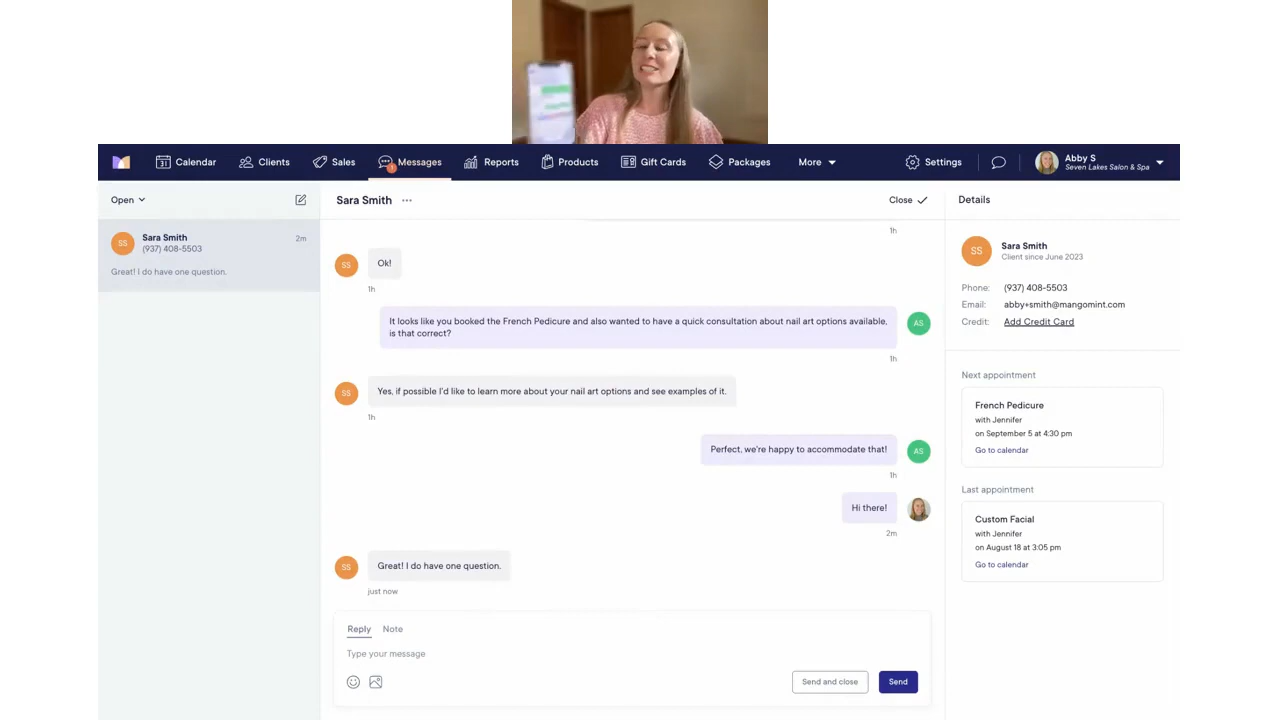 31
Calendar
Clients
Sales
1
Messages
Reports
Products
Gift Cards
Packages
More
Settings
Abby S
Seven Lakes Salon & Spa
Open
SS
Sara Smith
2m
(937) 408-5503
Great! I do have one question.
Sara Smith
Close
1h
SS
Ok!
1h
It looks like you booked the French Pedicure and also wanted to have a quick consultation about nail art options available,
is that correct?
AS
1h
SS
Yes, if possible I'd like to learn more about your nail art options and see examples of it.
1h
Perfect, we're happy to accommodate that!
AS
1h
Hi there!
2m
SS
Great! I do have one question.
just now
Reply
Note
Type your message
Send and close
Send
Details
SS
Sara Smith
Client since June 2023
Phone: (937) 408-5503
Email: abby+smith@mangomint.com
Credit: Add Credit Card
Next appointment
French Pedicure
with Jennifer
on September 5 at 4:30 pm
Go to calendar
Last appointment
Custom Facial
with Jennifer
on August 18 at 3:05 pm
Go to calendar